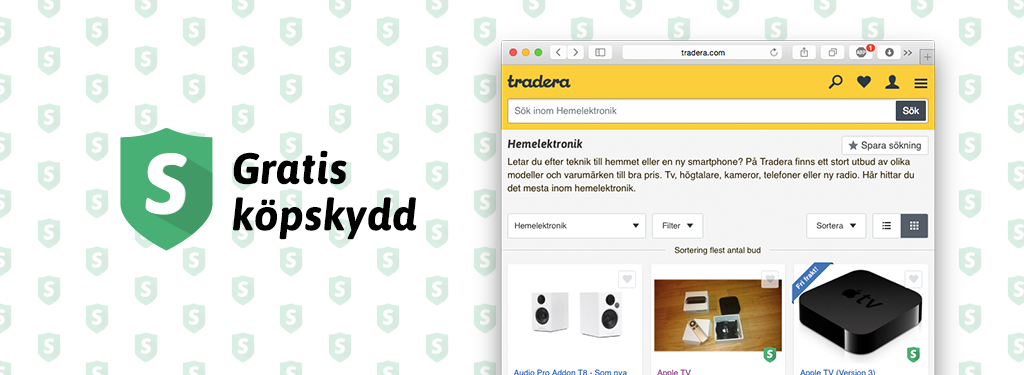 S
Gratis
köpskydd
tradera.com
ABP
1
tradera
Sök inom Hemelektronik
Sök
Hemelektronik
Spara sökning
Letar du efter teknik till hemmet eller en ny smartphone? På Tradera finns ett stort utbud av olika
modeller och varumärken till bra pris. Tv, högtalare, kameror, telefoner eller ny radio. Här hittar du
det mesta inom hemelektronik.
Hemelektronik
Filter
Sortera
Sortering flest antal bud
Fri frakt!
tv
S
S
Audio Pro Addon T8 - Som nya
Apple TV
Apple TV (Version 3)